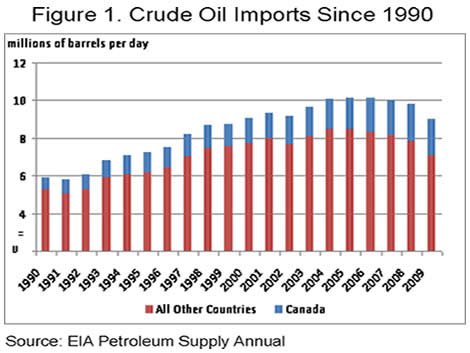 Figure 1. Crude Oil Imports Since 1990
millions of barrels per day
12
10
8
6
4
=
0
1990 1991 1992 1993 1994 1995 1996 1997 1998 1999 2000 2001 2002 2003 2004 2005 2006 2007 2008 2009
All Other Countries Canada
Source: EIA Petroleum Supply Annual